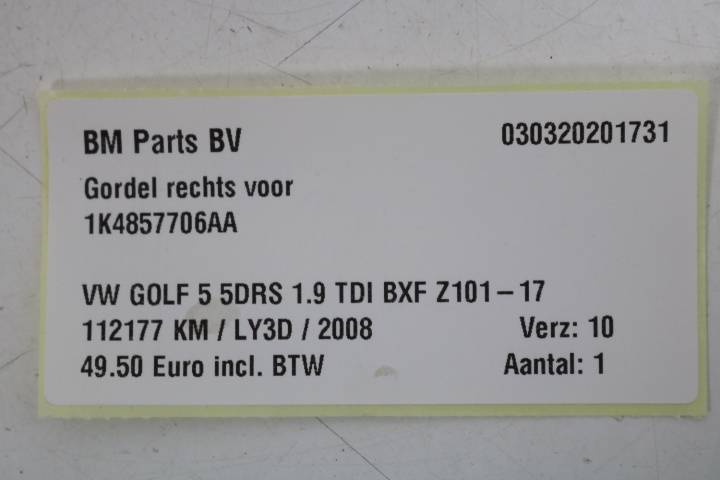 BM Parts BV 030320201731
Gordel rechts voor
1K4857706AA
VW GOLF 5 5DRS 1.9 TDI BXF Z101-17
112177 KM / LY3D / 2008 Verz: 10
49.50 Euro incl. BTW Aantal: 1